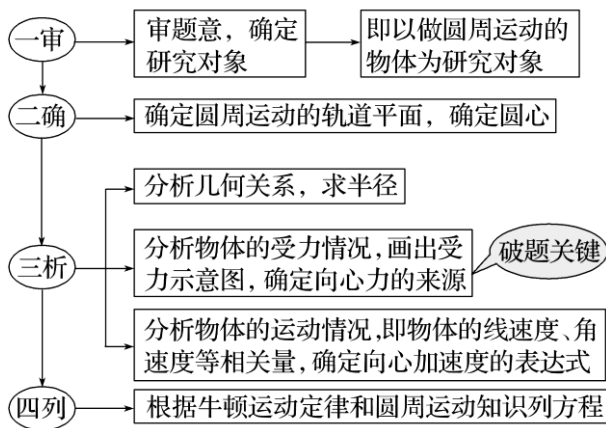 一审
审题意，确定
研究对象
即以做圆周运动的
物体为研究对象
二确
确定圆周运动的轨道平面，确定圆心
三析
分析几何关系，求半径
分析物体的受力情况，画出受
力示意图，确定向心力的来源
破题关键
分析物体的运动情况，即物体的线速度、角
速度等相关量，确定向心加速度的表达式
四列
根据牛顿运动定律和圆周运动知识列方程